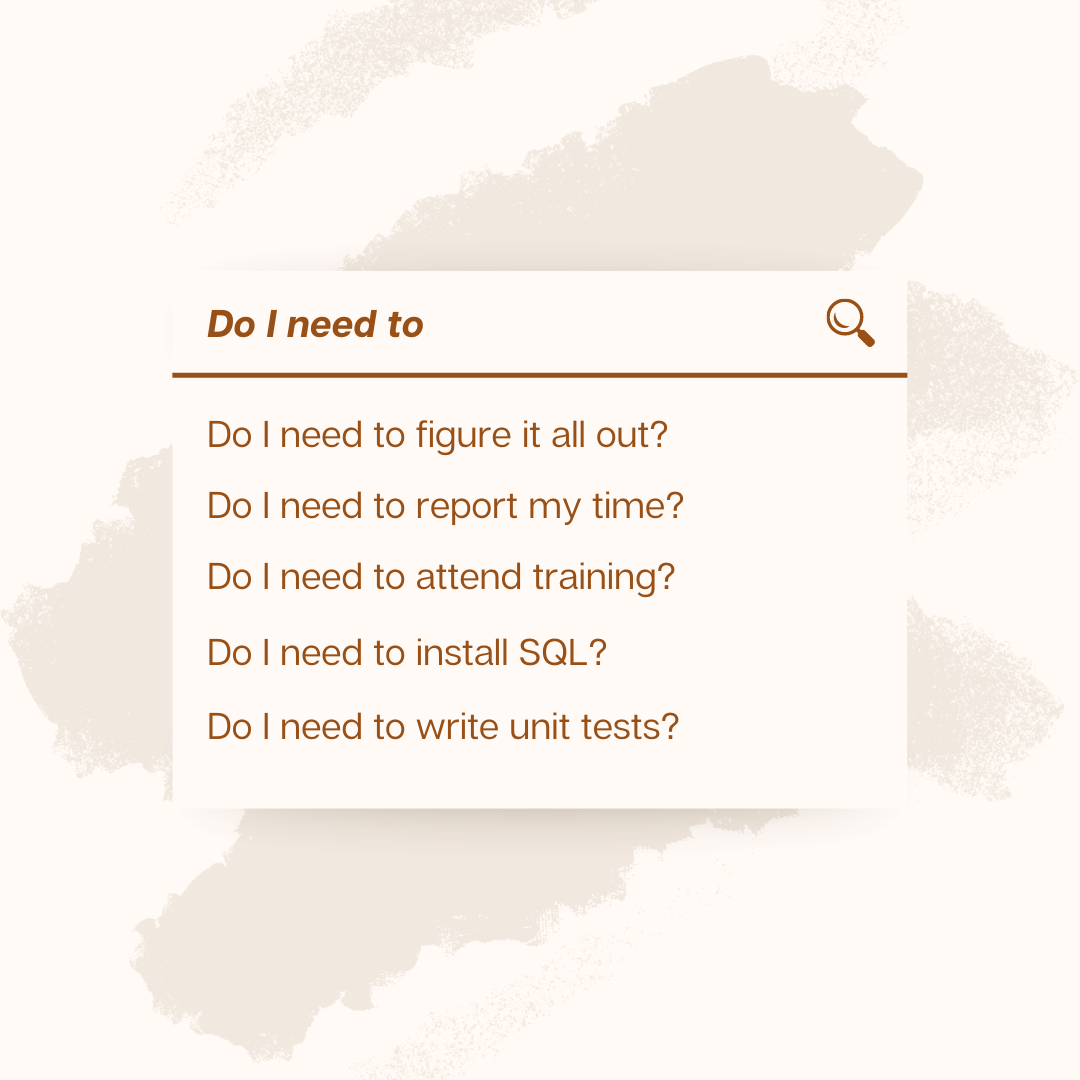 Do I need to
Do I need to figure it all out?
Do I need to report my time?
Do I need to attend training?
Do I need to install SQL?
Do I need to write unit tests?